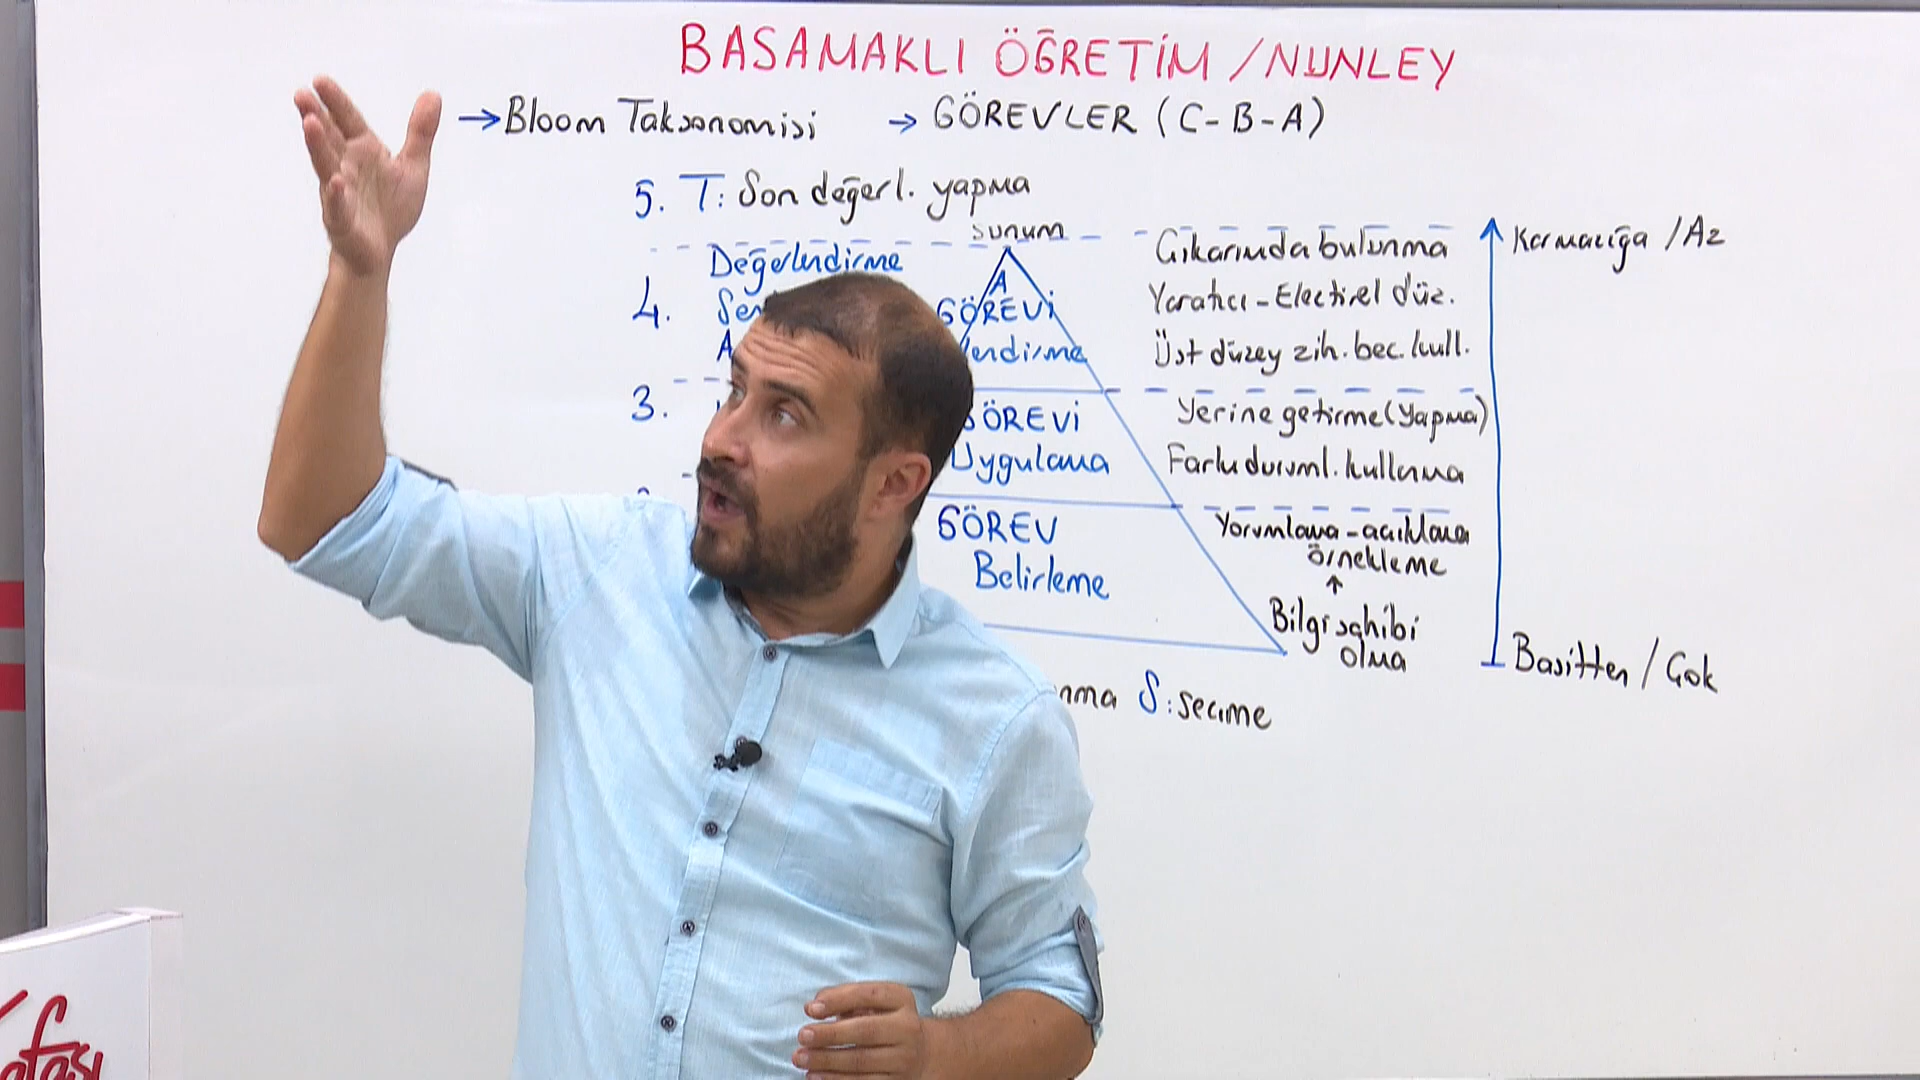 BASAMAKLI ÖĞRETİM / NUNLEY
→ Bloom Taksonomisi → GÖREVLER (C-B-A)
5. T: Son değerl. yapma
sunum
Değerlendirme
4.
A
GÖREVİ
Çıkarımda bulunma
Yaratıcı - Eleştirel düz.
Üst düzey zih. bec. kull.
Karmaşığa / Az
3.
GÖREVİ
Uygulama
Yerine getirme (Yapma)
Farklı duruml. kullanma
GÖREV
Belirleme
Yorumlama - açıklama
örnekleme
↑
Bilgi sahibi
olma
Basitten / Çok
S: seçme